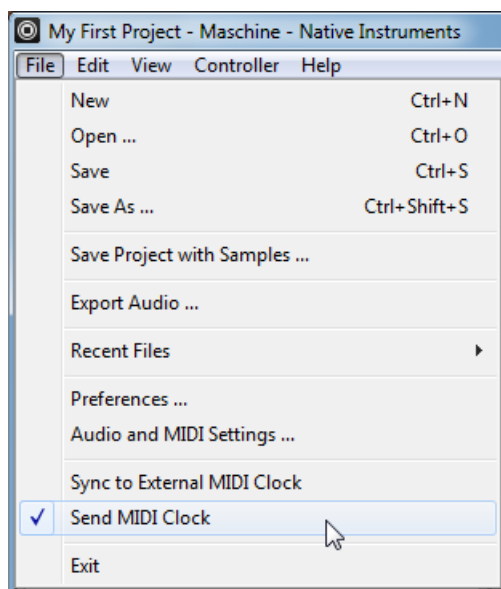 My First Project - Maschine - Native Instruments
File Edit View Controller Help
New Ctrl+N
Open ... Ctrl+O
Save Ctrl+S
Save As ... Ctrl+Shift+S
Save Project with Samples ...
Export Audio ...
Recent Files
Preferences ...
Audio and MIDI Settings ...
Sync to External MIDI Clock
Send MIDI Clock
Exit